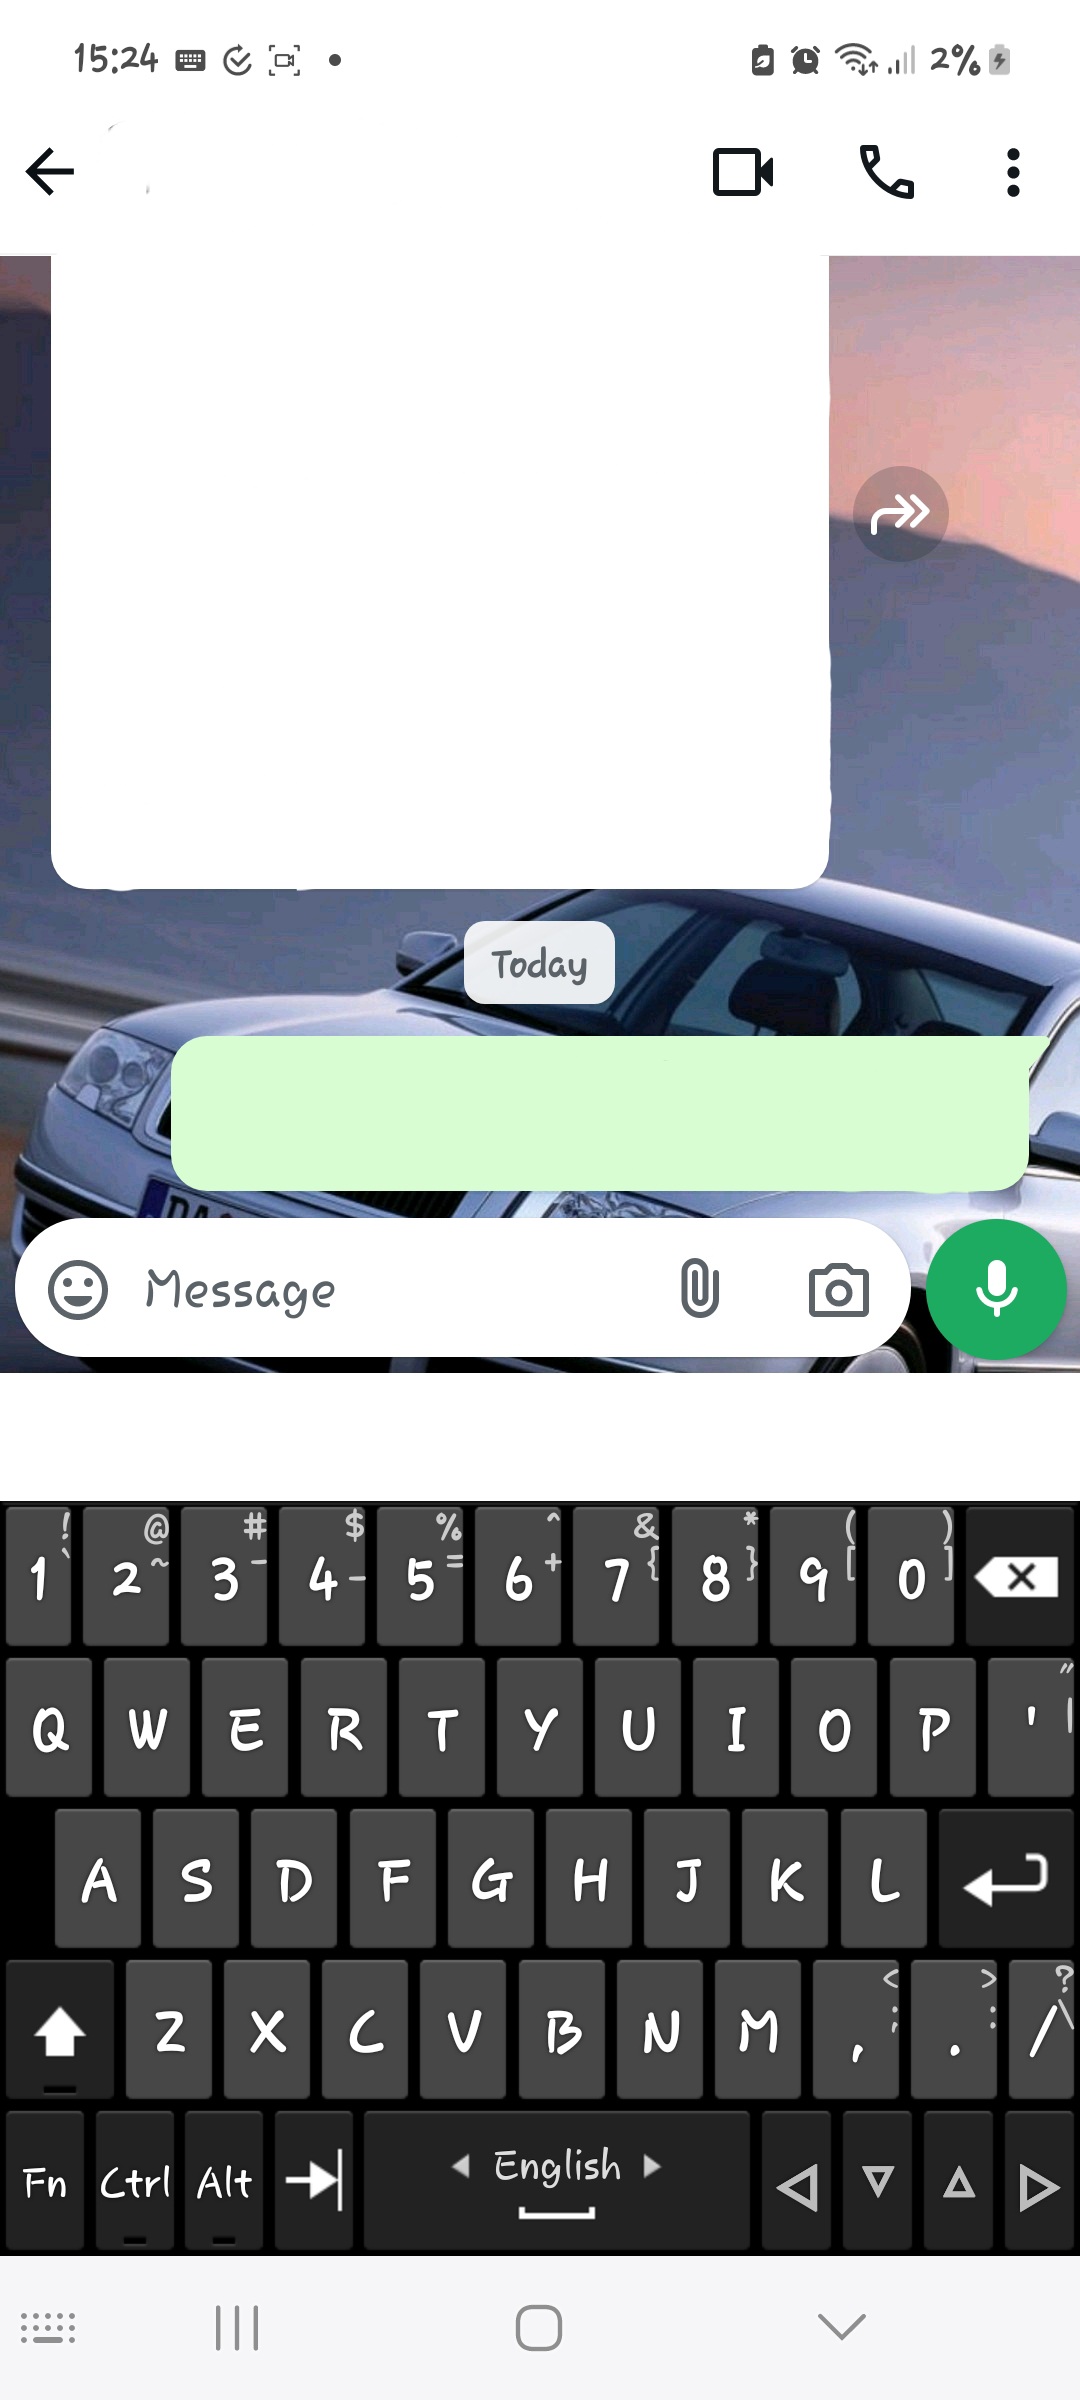 15:24 2%
Today
DA
Message
! @ # $ % ^ & * ( )
` ~ – - = + { } [ ]
1 2 3 4 5 6 7 8 9 0
" |
Q W E R T Y U I O P '
A S D F G H J K L
< > ?
; : \
Z X C V B N M , . /
Fn Ctrl Alt English